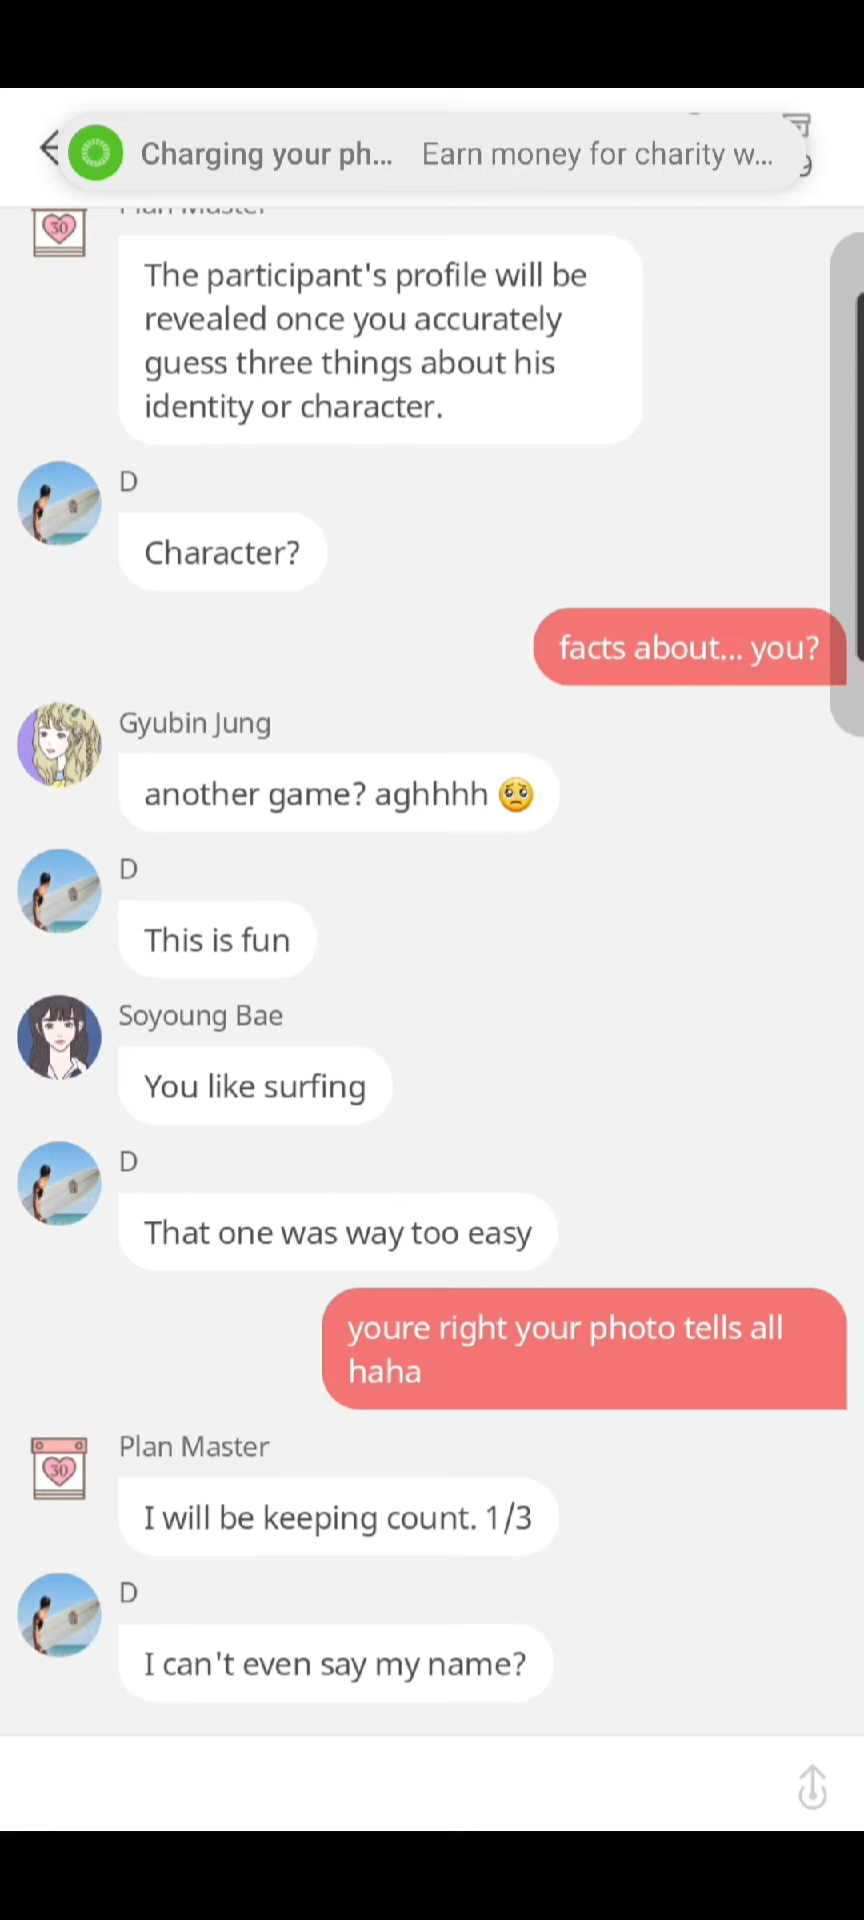 Charging your ph... Earn money for charity w...
9
Plan Master
30
The participant's profile will be
revealed once you accurately
guess three things about his
identity or character.
D
Character?
facts about... you?
Gyubin Jung
another game? aghhhh 🥺
D
This is fun
Soyoung Bae
You like surfing
D
That one was way too easy
youre right your photo tells all
haha
Plan Master
30
I will be keeping count. 1/3
D
I can't even say my name?